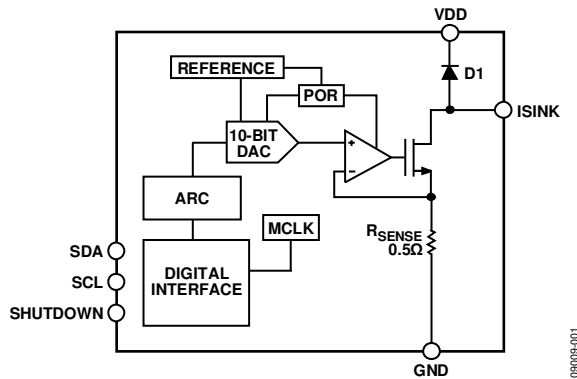 VDD
REFERENCE
D1
POR
ISINK
10-BIT
DAC
+
–
ARC
MCLK
RSENSE
0.5Ω
SDA
SCL
SHUTDOWN
DIGITAL
INTERFACE
GND
09009-001